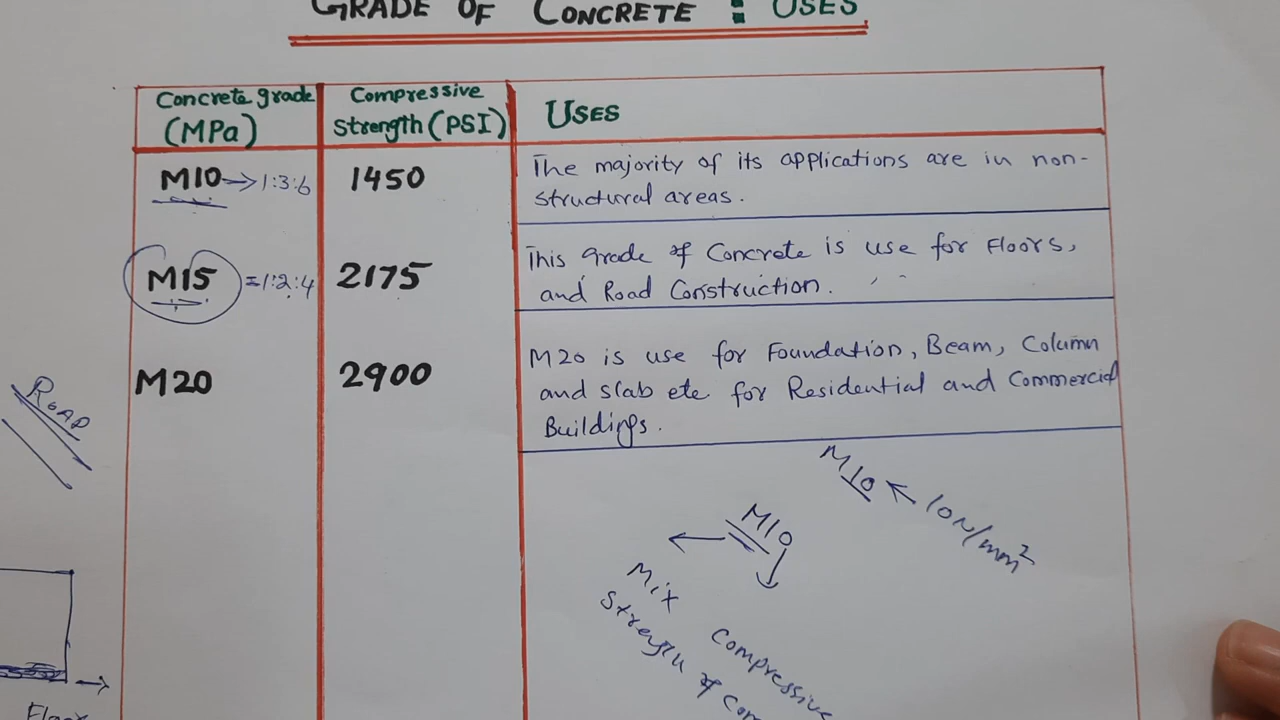 GRADE OF CONCRETE : USES
Concrete grade (MPa)
Compressive Strength (PSI)
USES
M10 → 1:3:6
1450
The majority of its applications are in non-
structural areas.
M15 = 1:2:4
2175
This Grade of Concrete is use for Floors,
and Road Construction.
M20
2900
M20 is use for Foundation, Beam, Column
and Slab etc for Residential and Commercial
Buildings.
ROAD
M10 ← 10N/mm²
M10
Mix
Compressive
Strength of
Floor